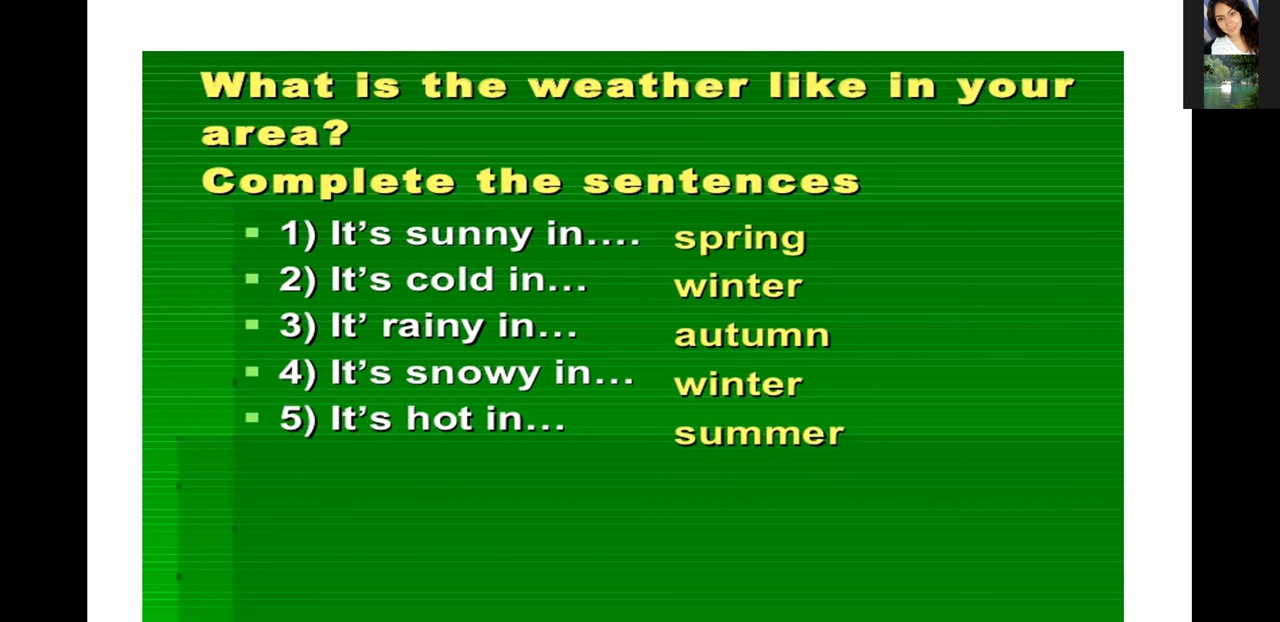 What is the weather like in your
area?
Complete the sentences
1) It's sunny in.... spring
2) It's cold in... winter
3) It' rainy in... autumn
4) It's snowy in... winter
5) It's hot in... summer